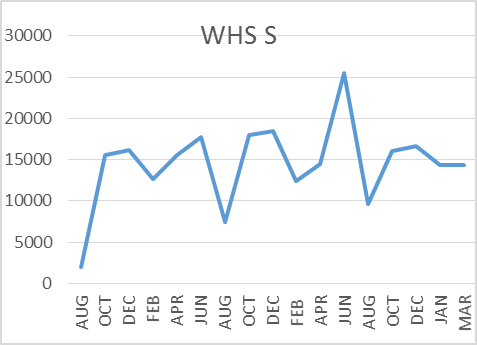 WHS S
30000
25000
20000
15000
10000
5000
0
AUG
OCT
DEC
FEB
APR
JUN
AUG
OCT
DEC
FEB
APR
JUN
AUG
OCT
DEC
JAN
MAR